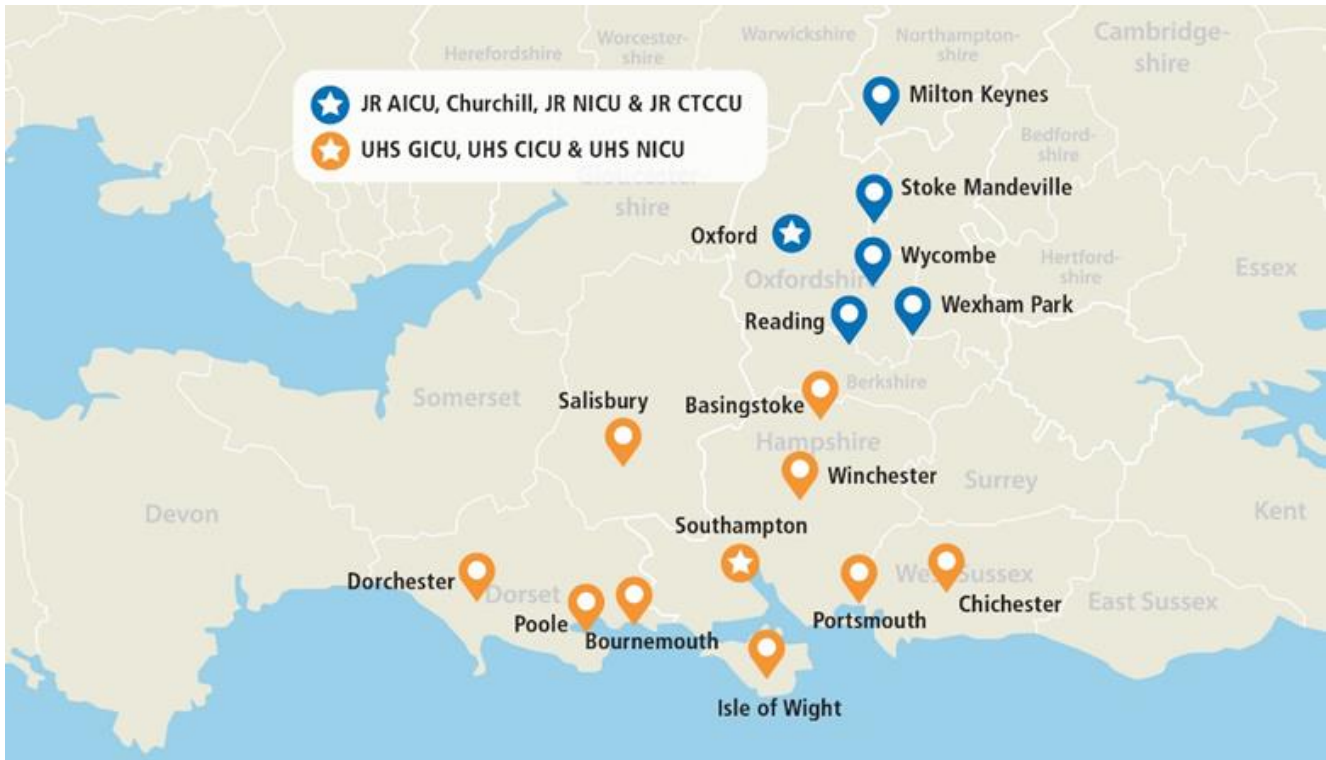 Herefordshire
Worcester-
shire
Warwickshire
Northampton-
shire
Cambridge-
shire
JR AICU, Churchill, JR NICU & JR CTCCU
UHS GICU, UHS CICU & UHS NICU
Milton Keynes
Bedford-
shire
Gloucester-
shire
Stoke Mandeville
Oxford
Wycombe
Oxfordshire
Hertford-
shire
Essex
Reading
Wexham Park
Berkshire
Somerset
Salisbury
Basingstoke
Hampshire
Winchester
Surrey
Devon
Kent
Southampton
Dorchester
Dorset
Poole
Bournemouth
West Sussex
Chichester
Portsmouth
East Sussex
Isle of Wight